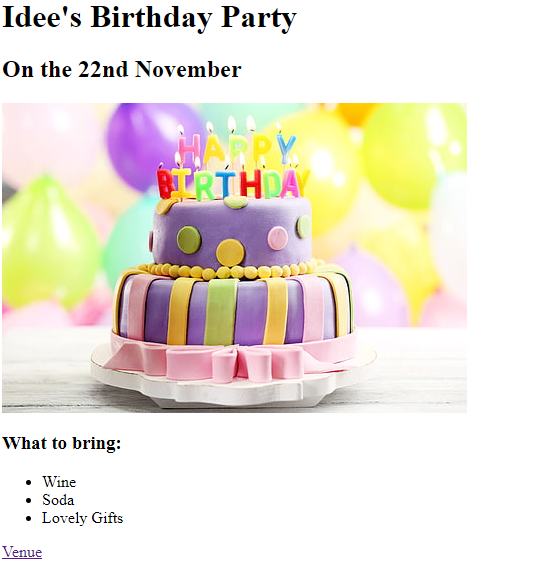 Idee's Birthday Party
On the 22nd November
HAPPY
BIRTHDAY
What to bring:
Wine
Soda
Lovely Gifts
Venue